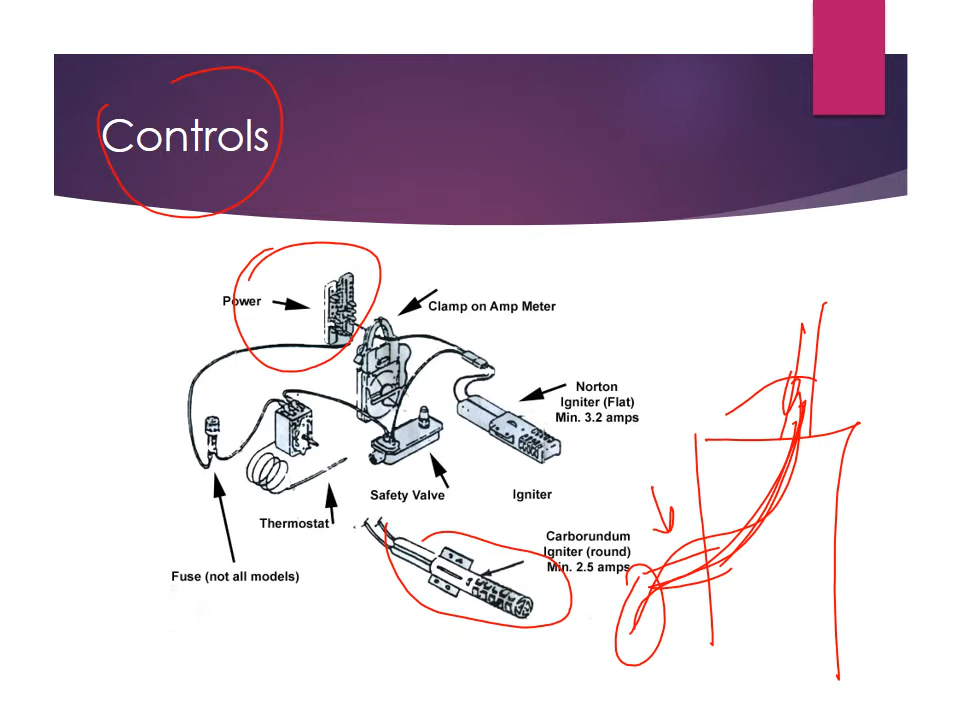 Controls
Power
Clamp on Amp Meter
Norton
Igniter (Flat)
Min. 3.2 amps
Safety Valve
Igniter
Thermostat
Carborundum
Igniter (round)
Min. 2.5 amps
Fuse (not all models)